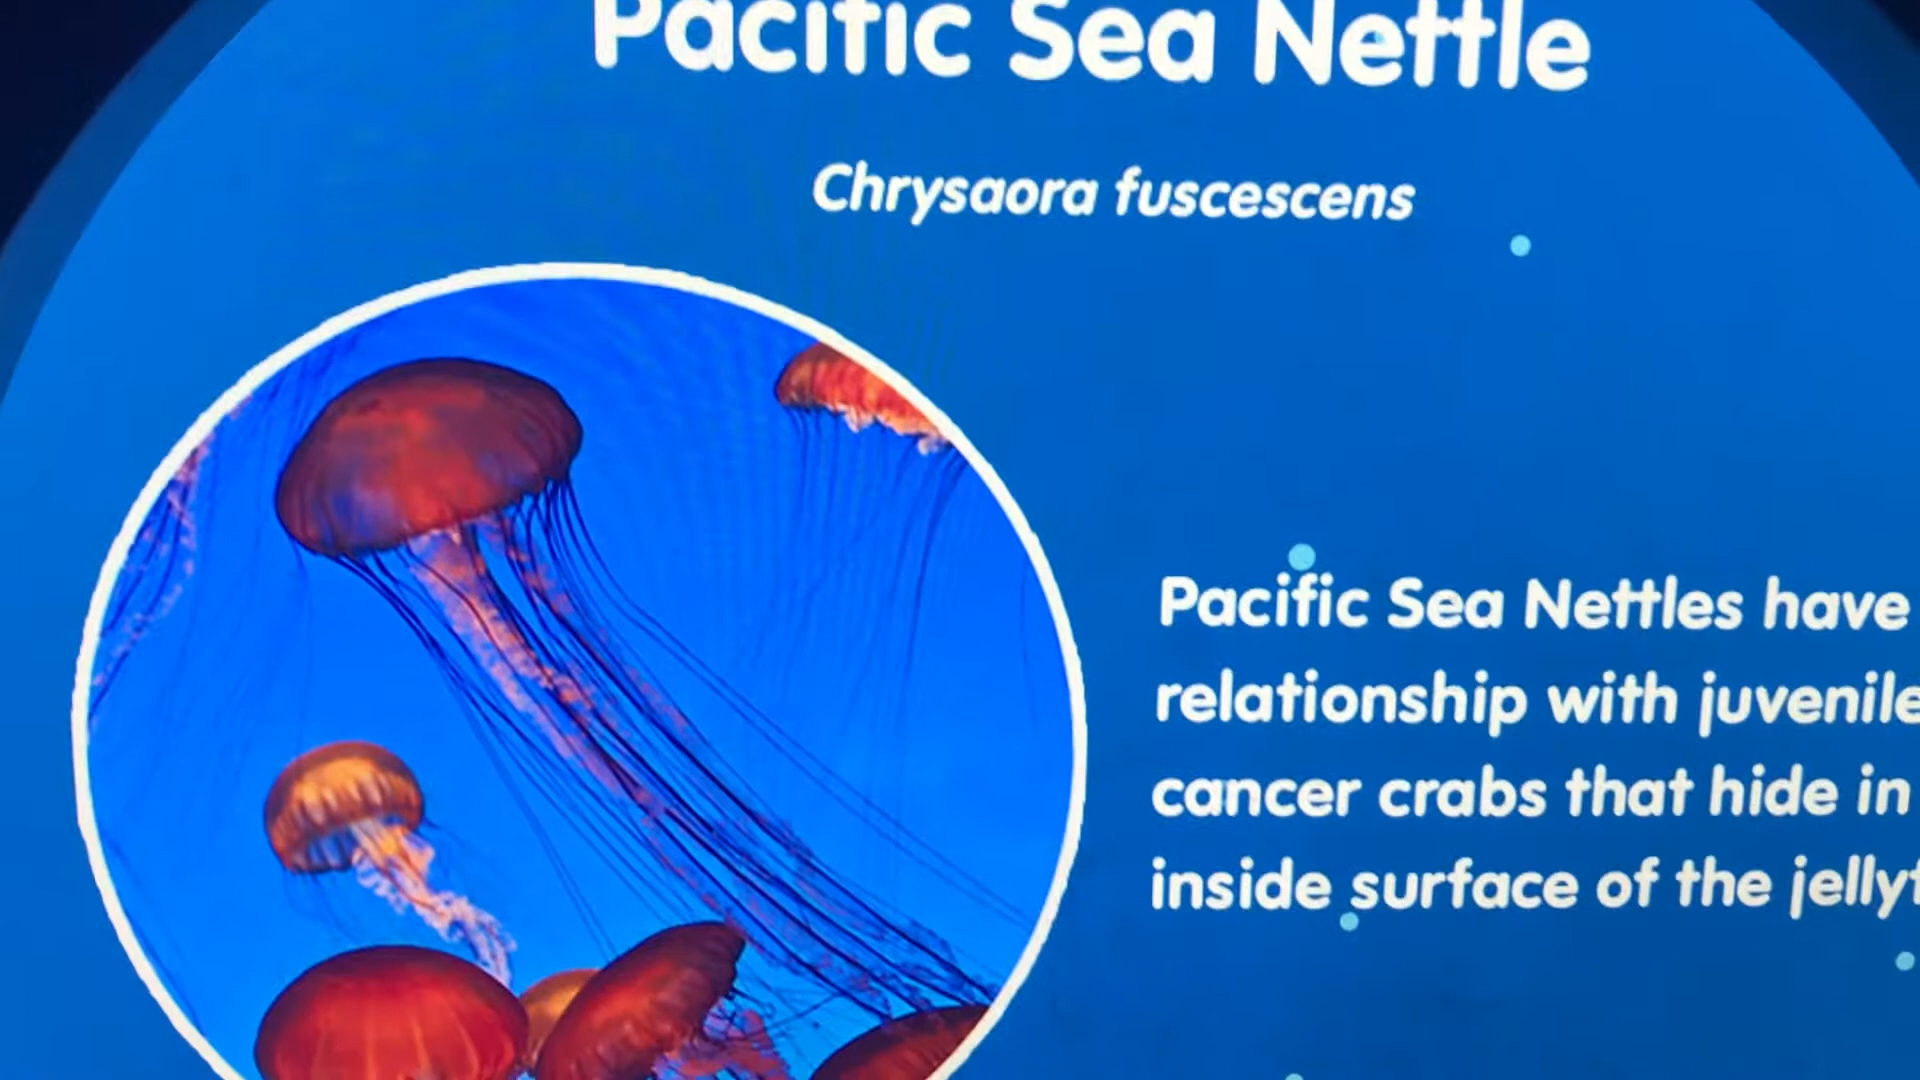 Pacific Sea Nettle
Chrysaora fuscescens
Pacific Sea Nettles have
relationship with juvenile
cancer crabs that hide in
inside surface of the